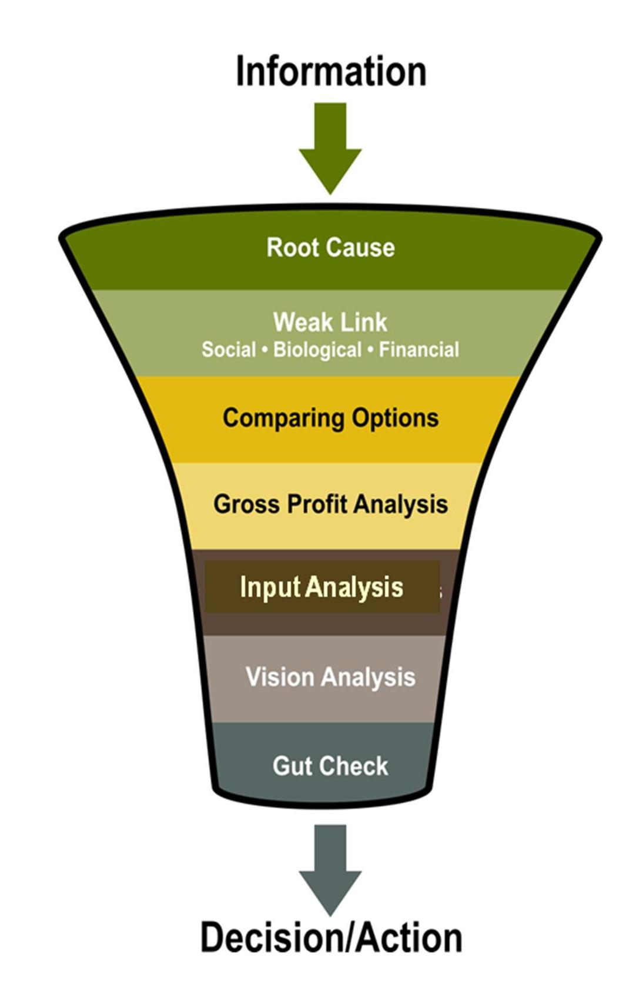 Information
Root Cause
Weak Link
Social • Biological • Financial
Comparing Options
Gross Profit Analysis
Input Analysis
Vision Analysis
Gut Check
Decision/Action